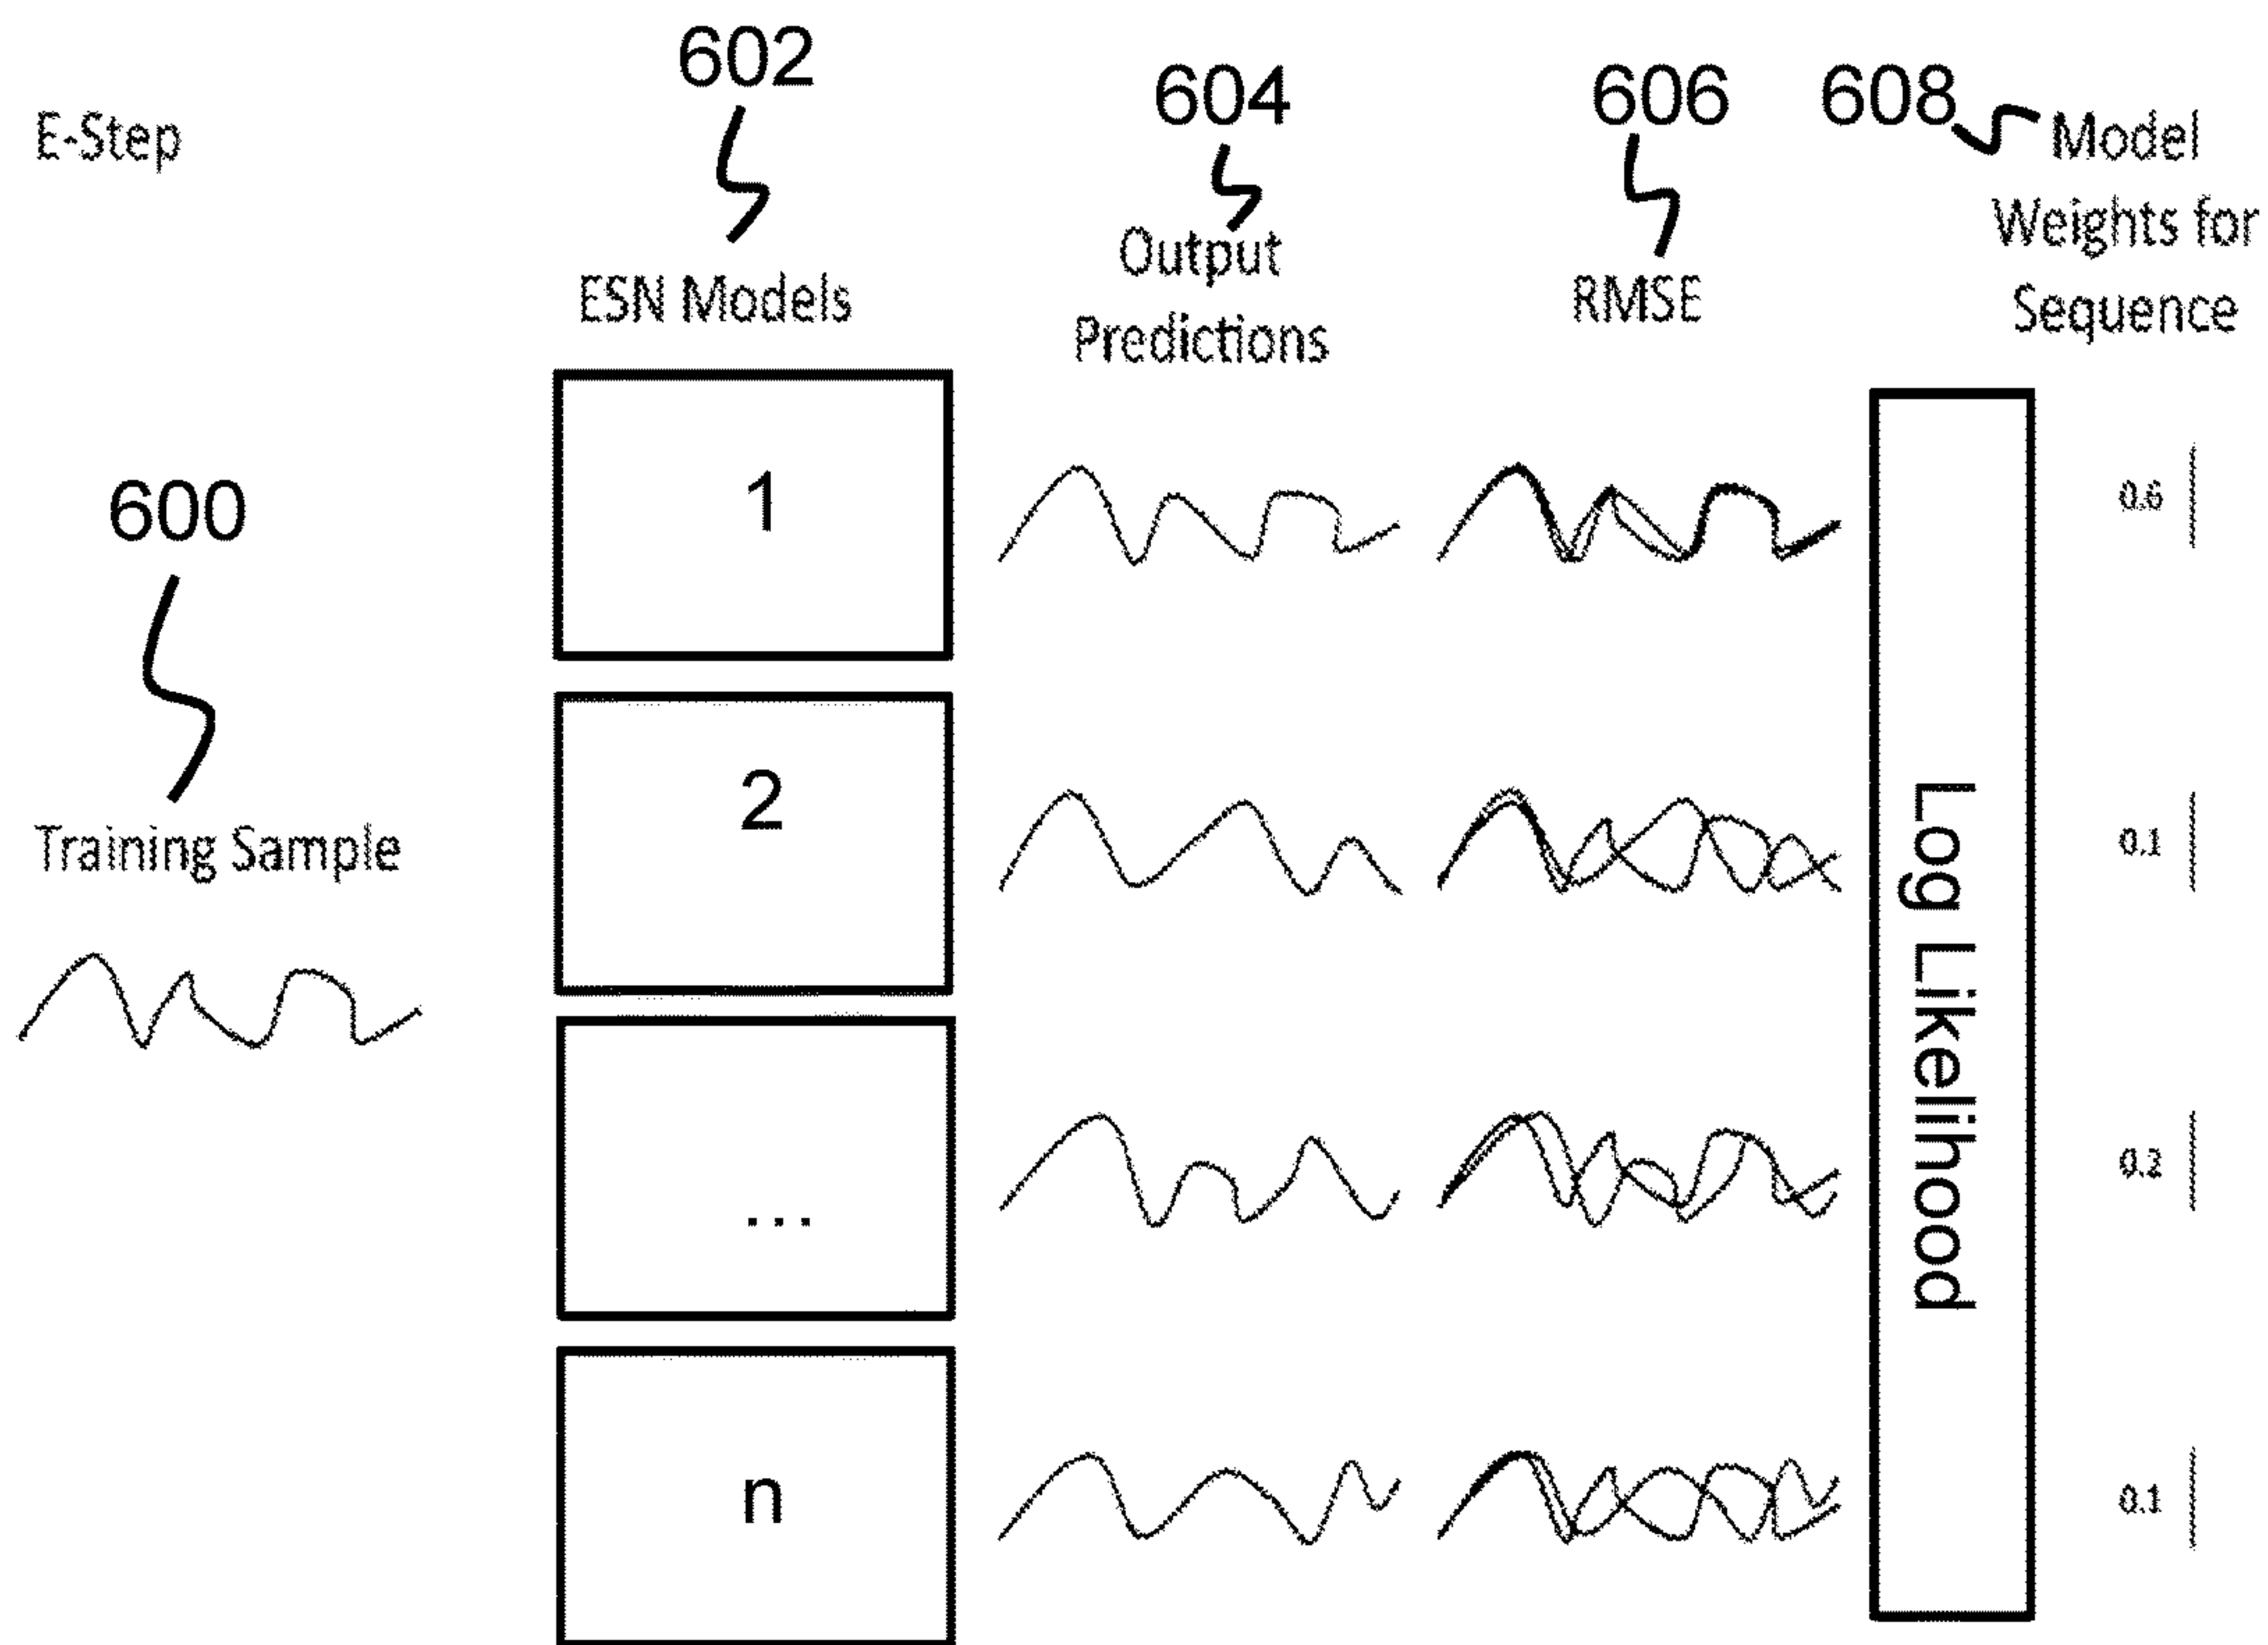 E-Step
602
ESN Models
604
Output
Predictions
606
RMSE
608
Model
Weights for
Sequence
600
Training Sample
1
2
...
n
Log Likelihood
0.6
0.1
0.2
0.1